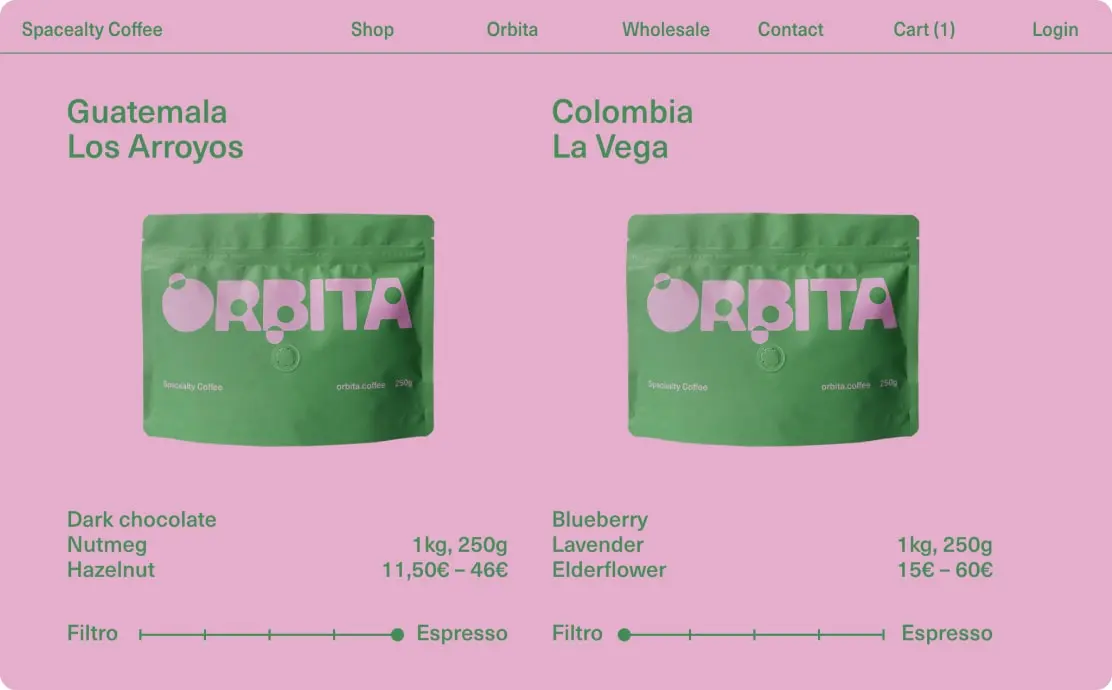 Spacealty Coffee Shop Orbita Wholesale Contact Cart (1) Login
Guatemala
Los Arroyos
ORBITA
Spacealty Coffee orbita.coffee 250g
Dark chocolate
Nutmeg 1kg, 250g
Hazelnut 11,50€ – 46€
Filtro Espresso
Colombia
La Vega
ORBITA
Spacealty Coffee orbita.coffee 250g
Blueberry
Lavender 1kg, 250g
Elderflower 15€ – 60€
Filtro Espresso